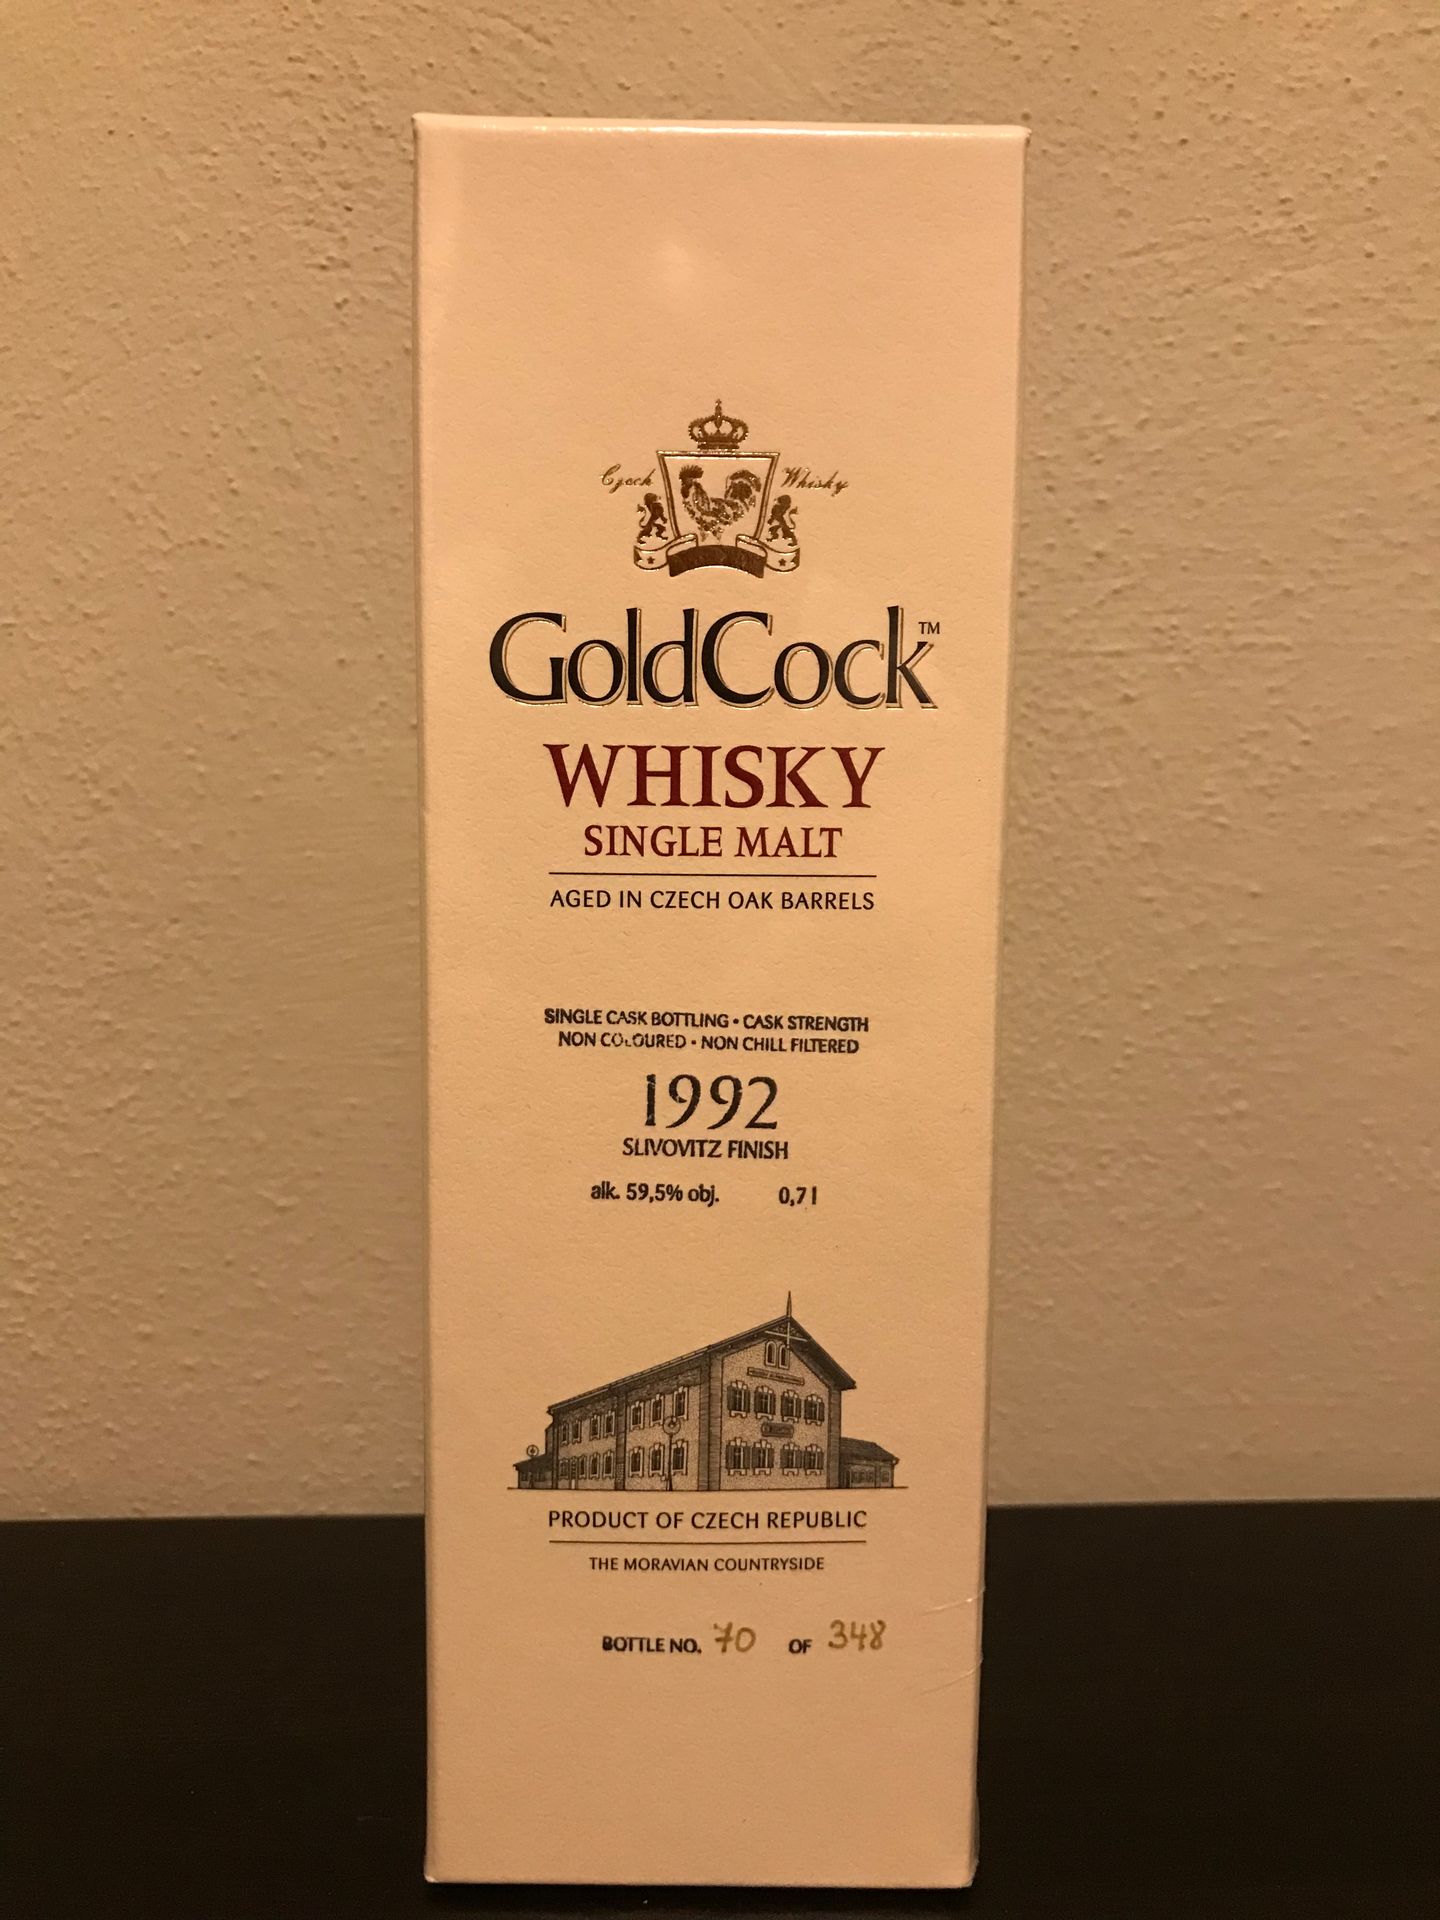 Czech Whisky
GoldCock™
WHISKY
SINGLE MALT
AGED IN CZECH OAK BARRELS
SINGLE CASK BOTTLING • CASK STRENGTH
NON COLOURED • NON CHILL FILTERED
1992
SLIVOVITZ FINISH
alk. 59,5% obj. 0,7 l
PRODUCT OF CZECH REPUBLIC
THE MORAVIAN COUNTRYSIDE
BOTTLE NO. 70 OF 348